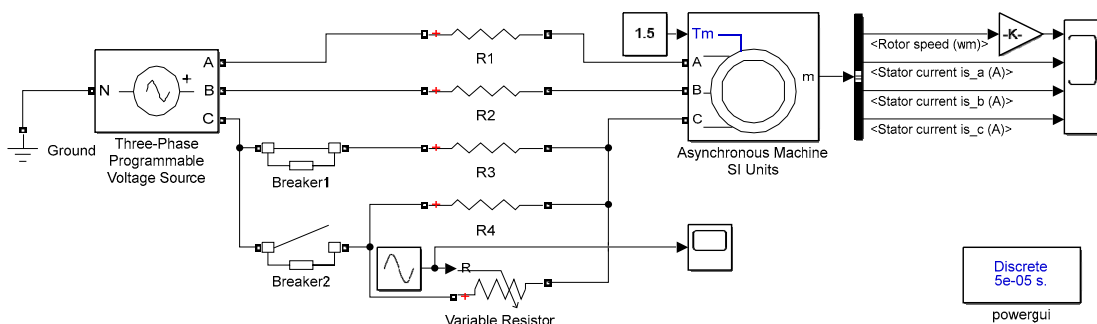 1.5
Tm
-K-
+
R1
<Rotor speed (wm)>
A
A
<Stator current is_a (A)>
m
N
+
B
+
R2
B
<Stator current is_b (A)>
C
C
<Stator current is_c (A)>
Ground
Three-Phase
Programmable
Voltage Source
+
Breaker1
R3
Asynchronous Machine
SI Units
+
R4
R
Breaker2
+
Variable Resistor
Discrete
5e-05 s.
powergui